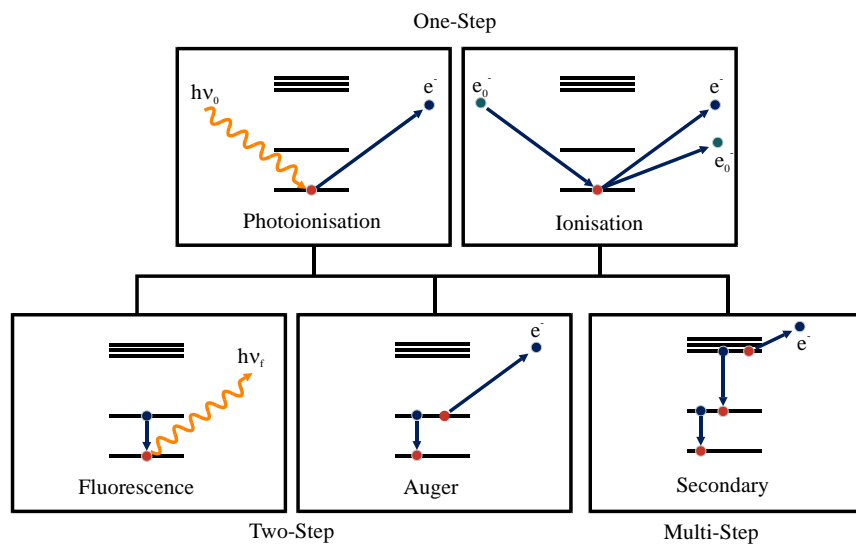 One-Step
hν₀
e⁻
Photoionisation
e₀⁻
e⁻
e₀⁻
Ionisation
hνf
Fluorescence
e⁻
Auger
e⁻
Secondary
Two-Step
Multi-Step